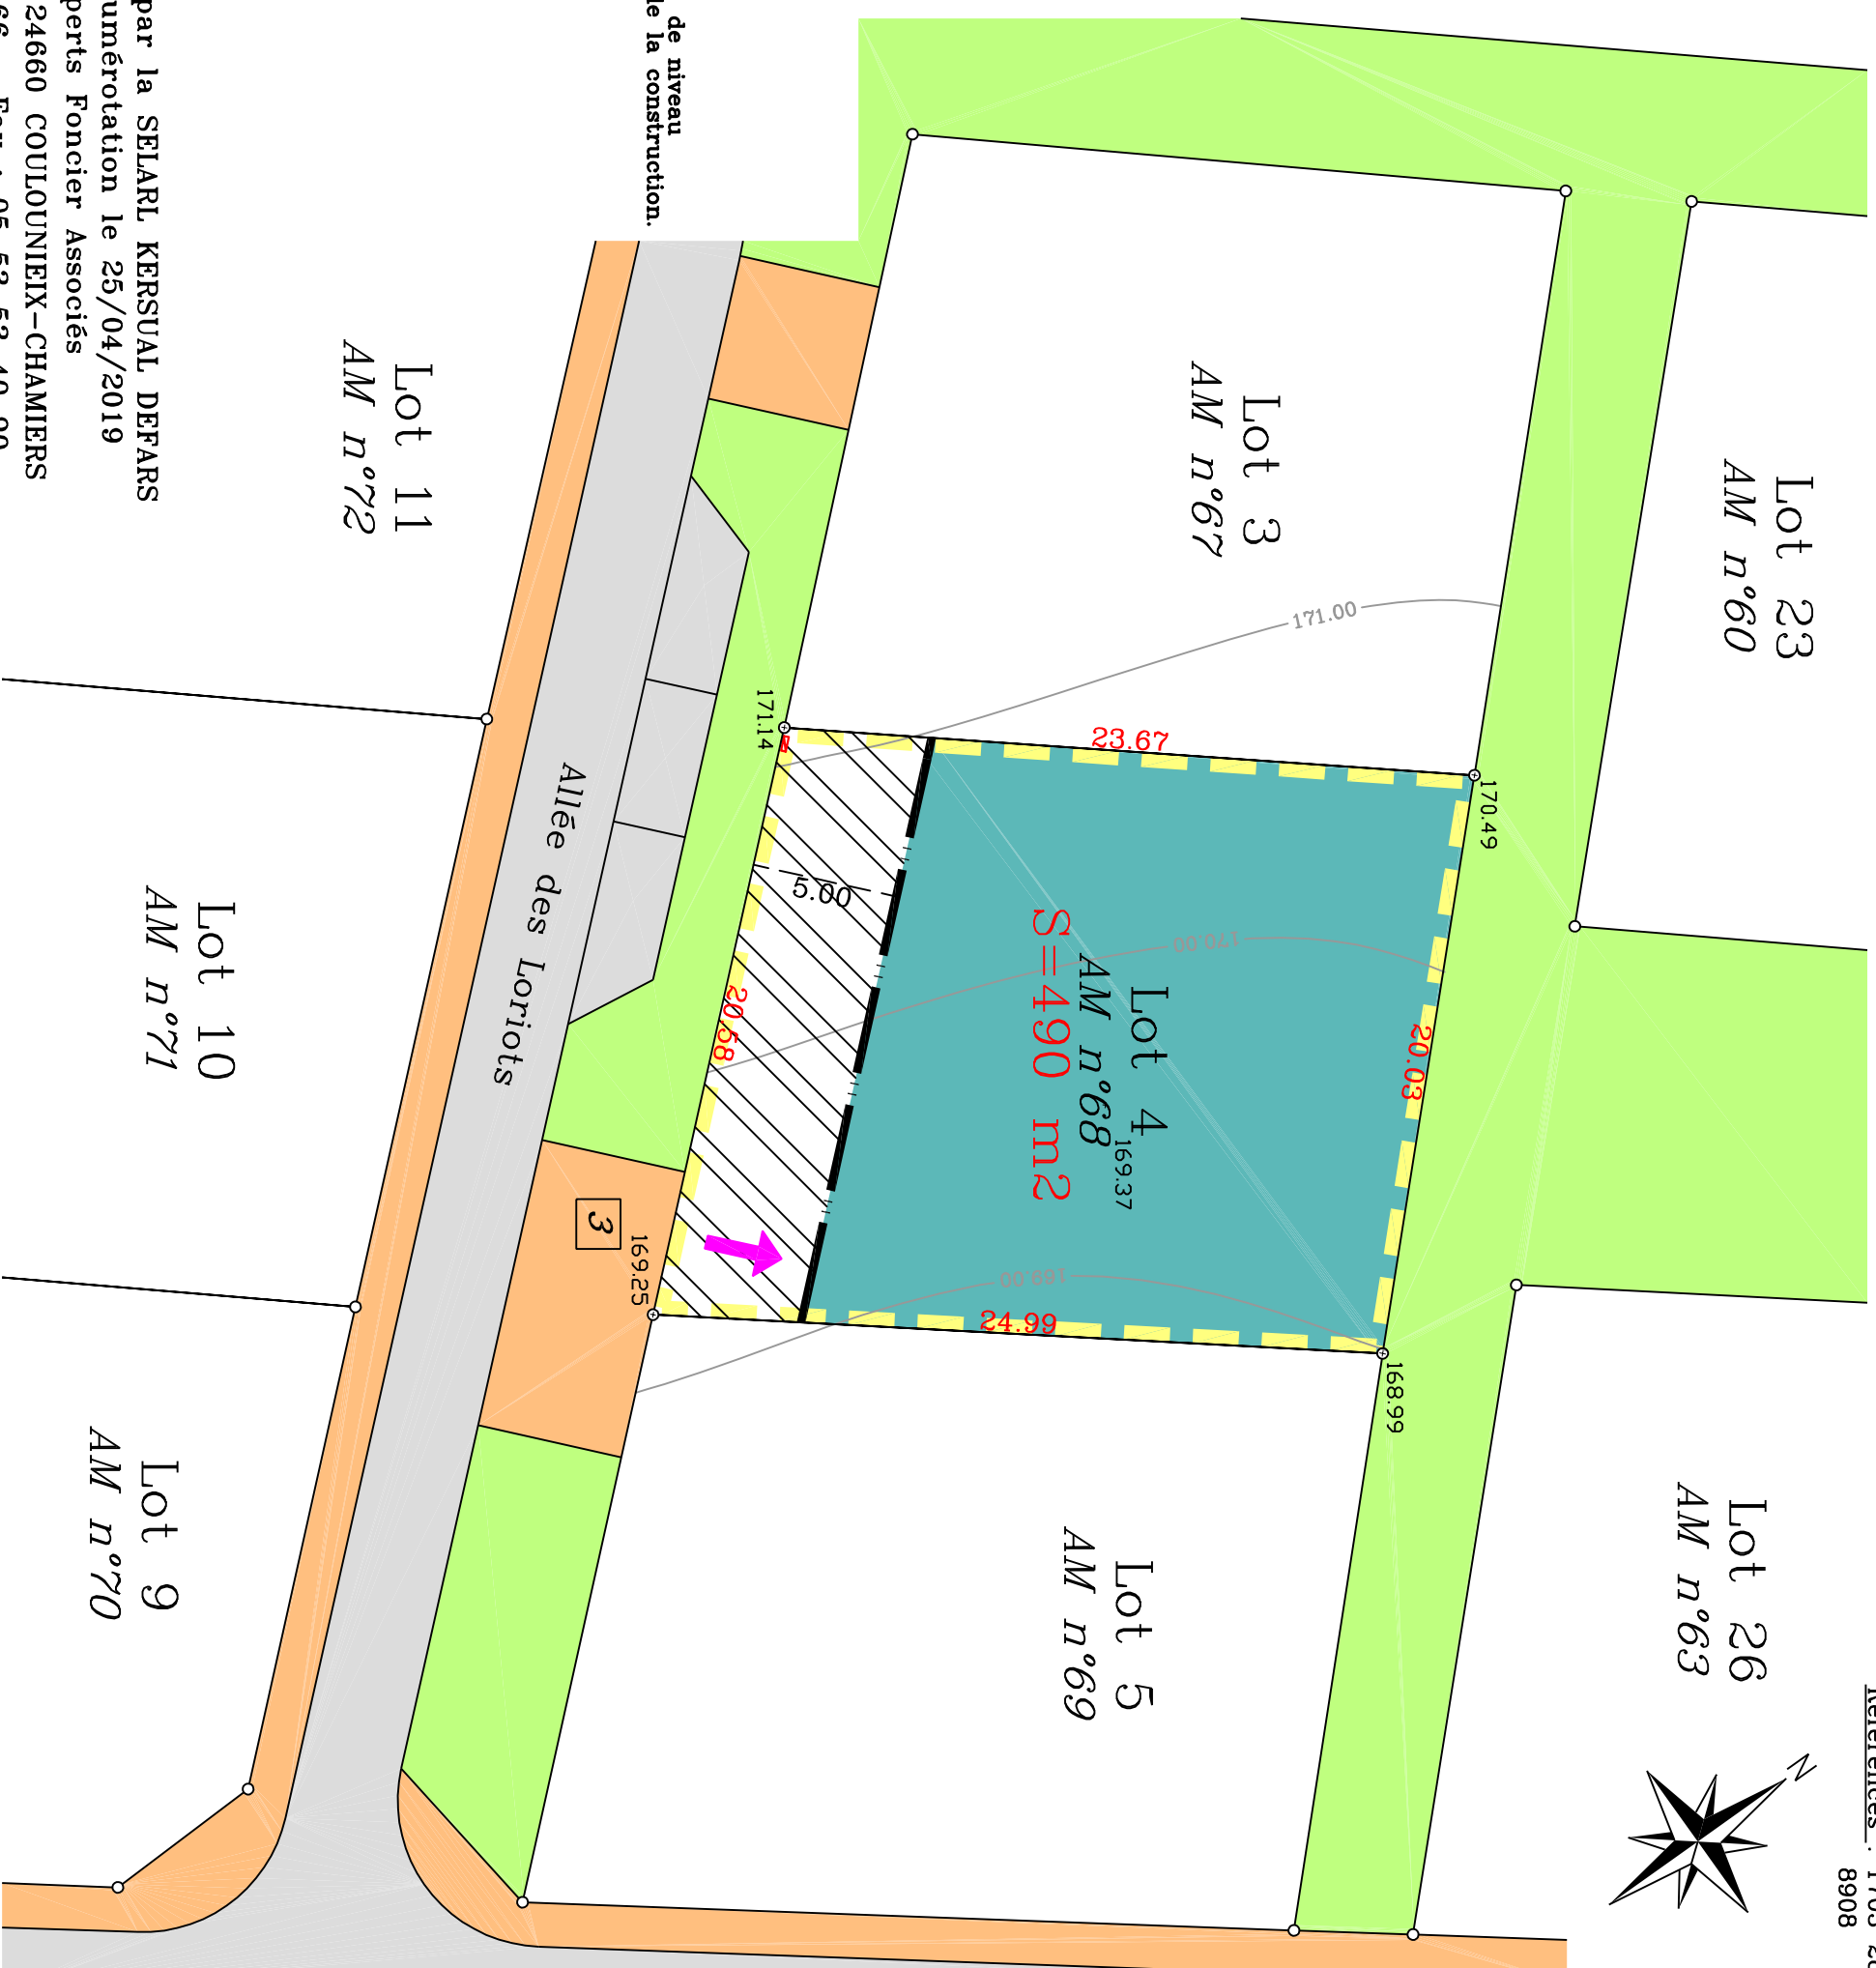 de niveau
la construction.
par la SELARL KERSUAL DEFARS
le 25/04/2019
Foncier Associés
24660 COULOUNIEIX-CHAMIERS
Lot 23
AM n°60
Lot 3
AM n°67
Lot 11
AM n°72
171.00
171.14
23.67
170.49
Allée des Loriots
5.00
20.68
170.00
Lot 4
AM n°68
S=490 m2
169.37
20.03
Lot 10
AM n°71
3
169.25
169.00
24.99
168.99
Lot 9
AM n°70
Lot 5
AM n°69
Lot 26
AM n°63
N
8908